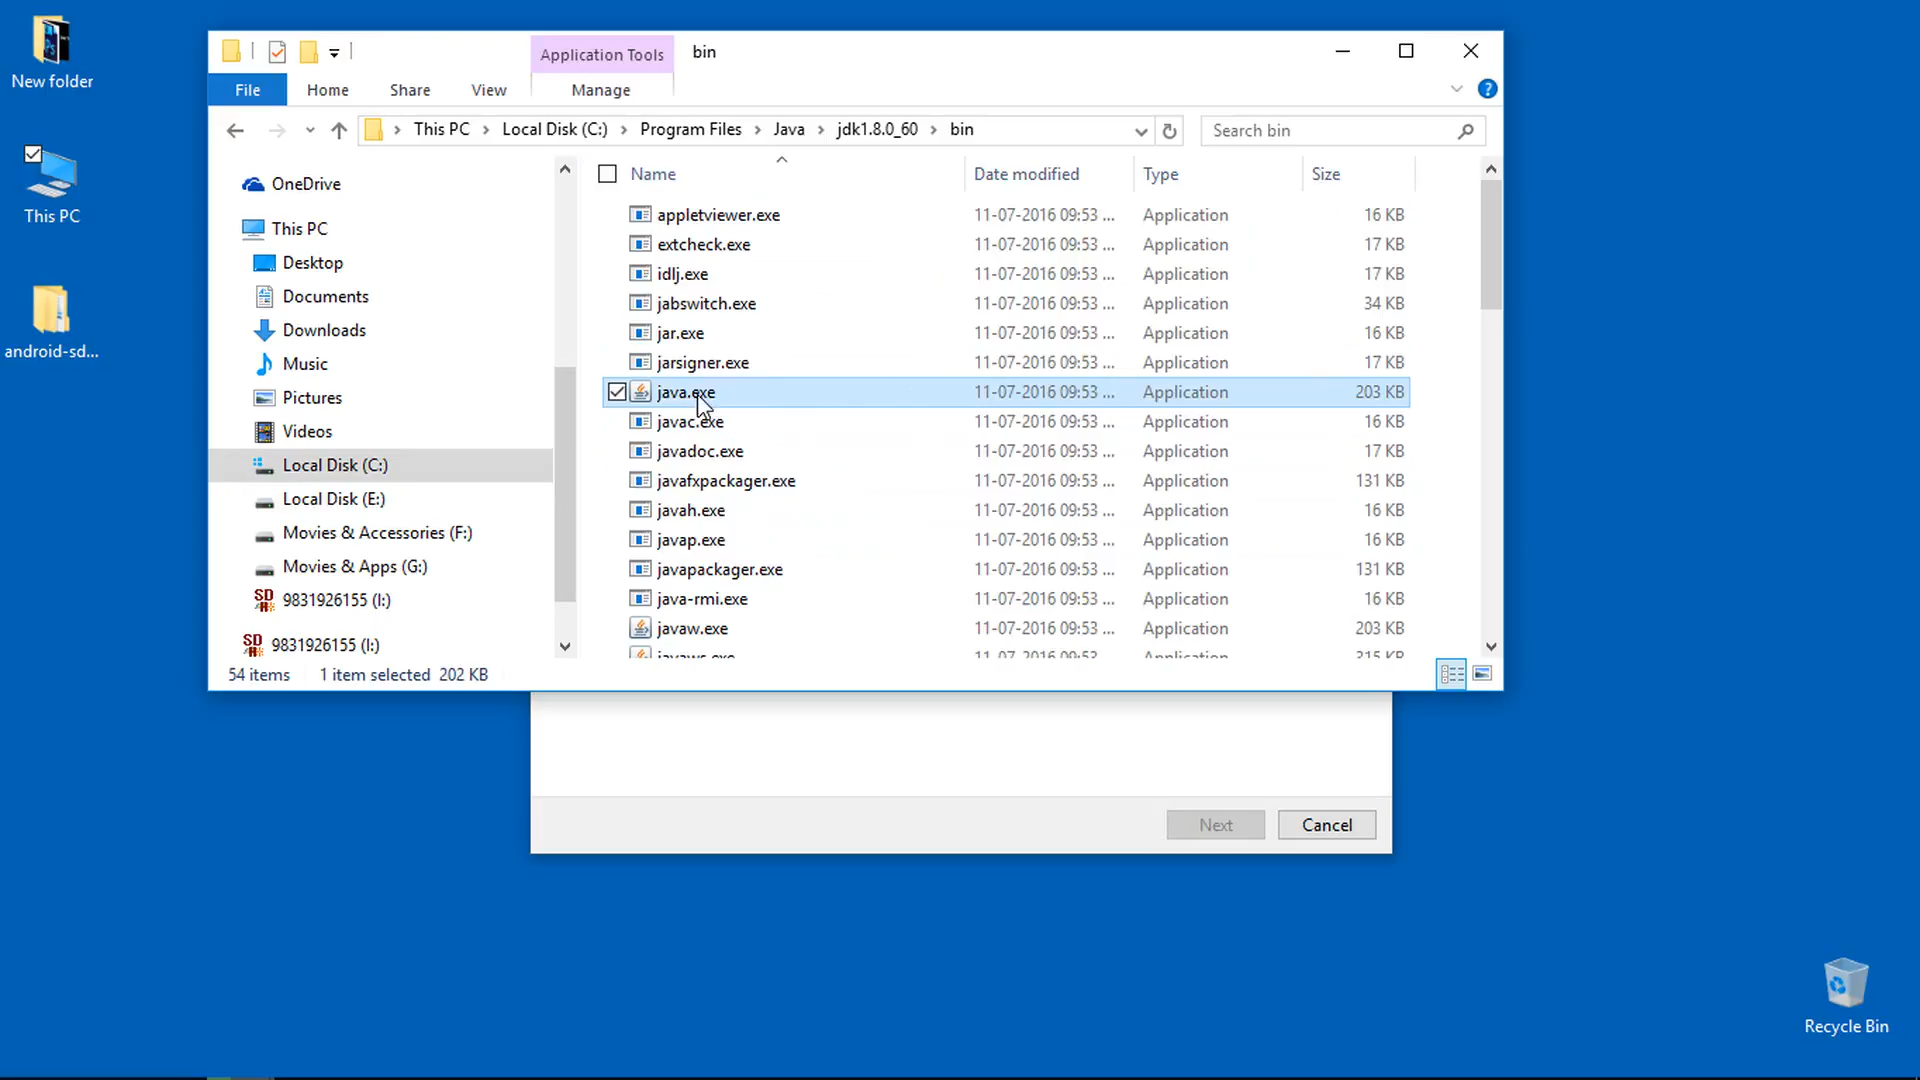 New folder
This PC
android-sd...
Application Tools
bin
File
Home
Share
View
Manage
This PC
Local Disk (C:)
Program Files
Java
jdk1.8.0_60
bin
Search bin
OneDrive
This PC
Desktop
Documents
Downloads
Music
Pictures
Videos
Local Disk (C:)
Local Disk (E:)
Movies & Accessories (F:)
Movies & Apps (G:)
9831926155 (I:)
9831926155 (I:)
Name Date modified Type Size
appletviewer.exe 11-07-2016 09:53 ... Application 16 KB
extcheck.exe 11-07-2016 09:53 ... Application 17 KB
idlj.exe 11-07-2016 09:53 ... Application 17 KB
jabswitch.exe 11-07-2016 09:53 ... Application 34 KB
jar.exe 11-07-2016 09:53 ... Application 16 KB
jarsigner.exe 11-07-2016 09:53 ... Application 17 KB
java.exe 11-07-2016 09:53 ... Application 203 KB
javac.exe 11-07-2016 09:53 ... Application 16 KB
javadoc.exe 11-07-2016 09:53 ... Application 17 KB
javafxpackager.exe 11-07-2016 09:53 ... Application 131 KB
javah.exe 11-07-2016 09:53 ... Application 16 KB
javap.exe 11-07-2016 09:53 ... Application 16 KB
javapackager.exe 11-07-2016 09:53 ... Application 131 KB
java-rmi.exe 11-07-2016 09:53 ... Application 16 KB
javaw.exe 11-07-2016 09:53 ... Application 203 KB
javaws.exe 11-07-2016 09:53 ... Application 315 KB
54 items 1 item selected 202 KB
Next
Cancel
Recycle Bin